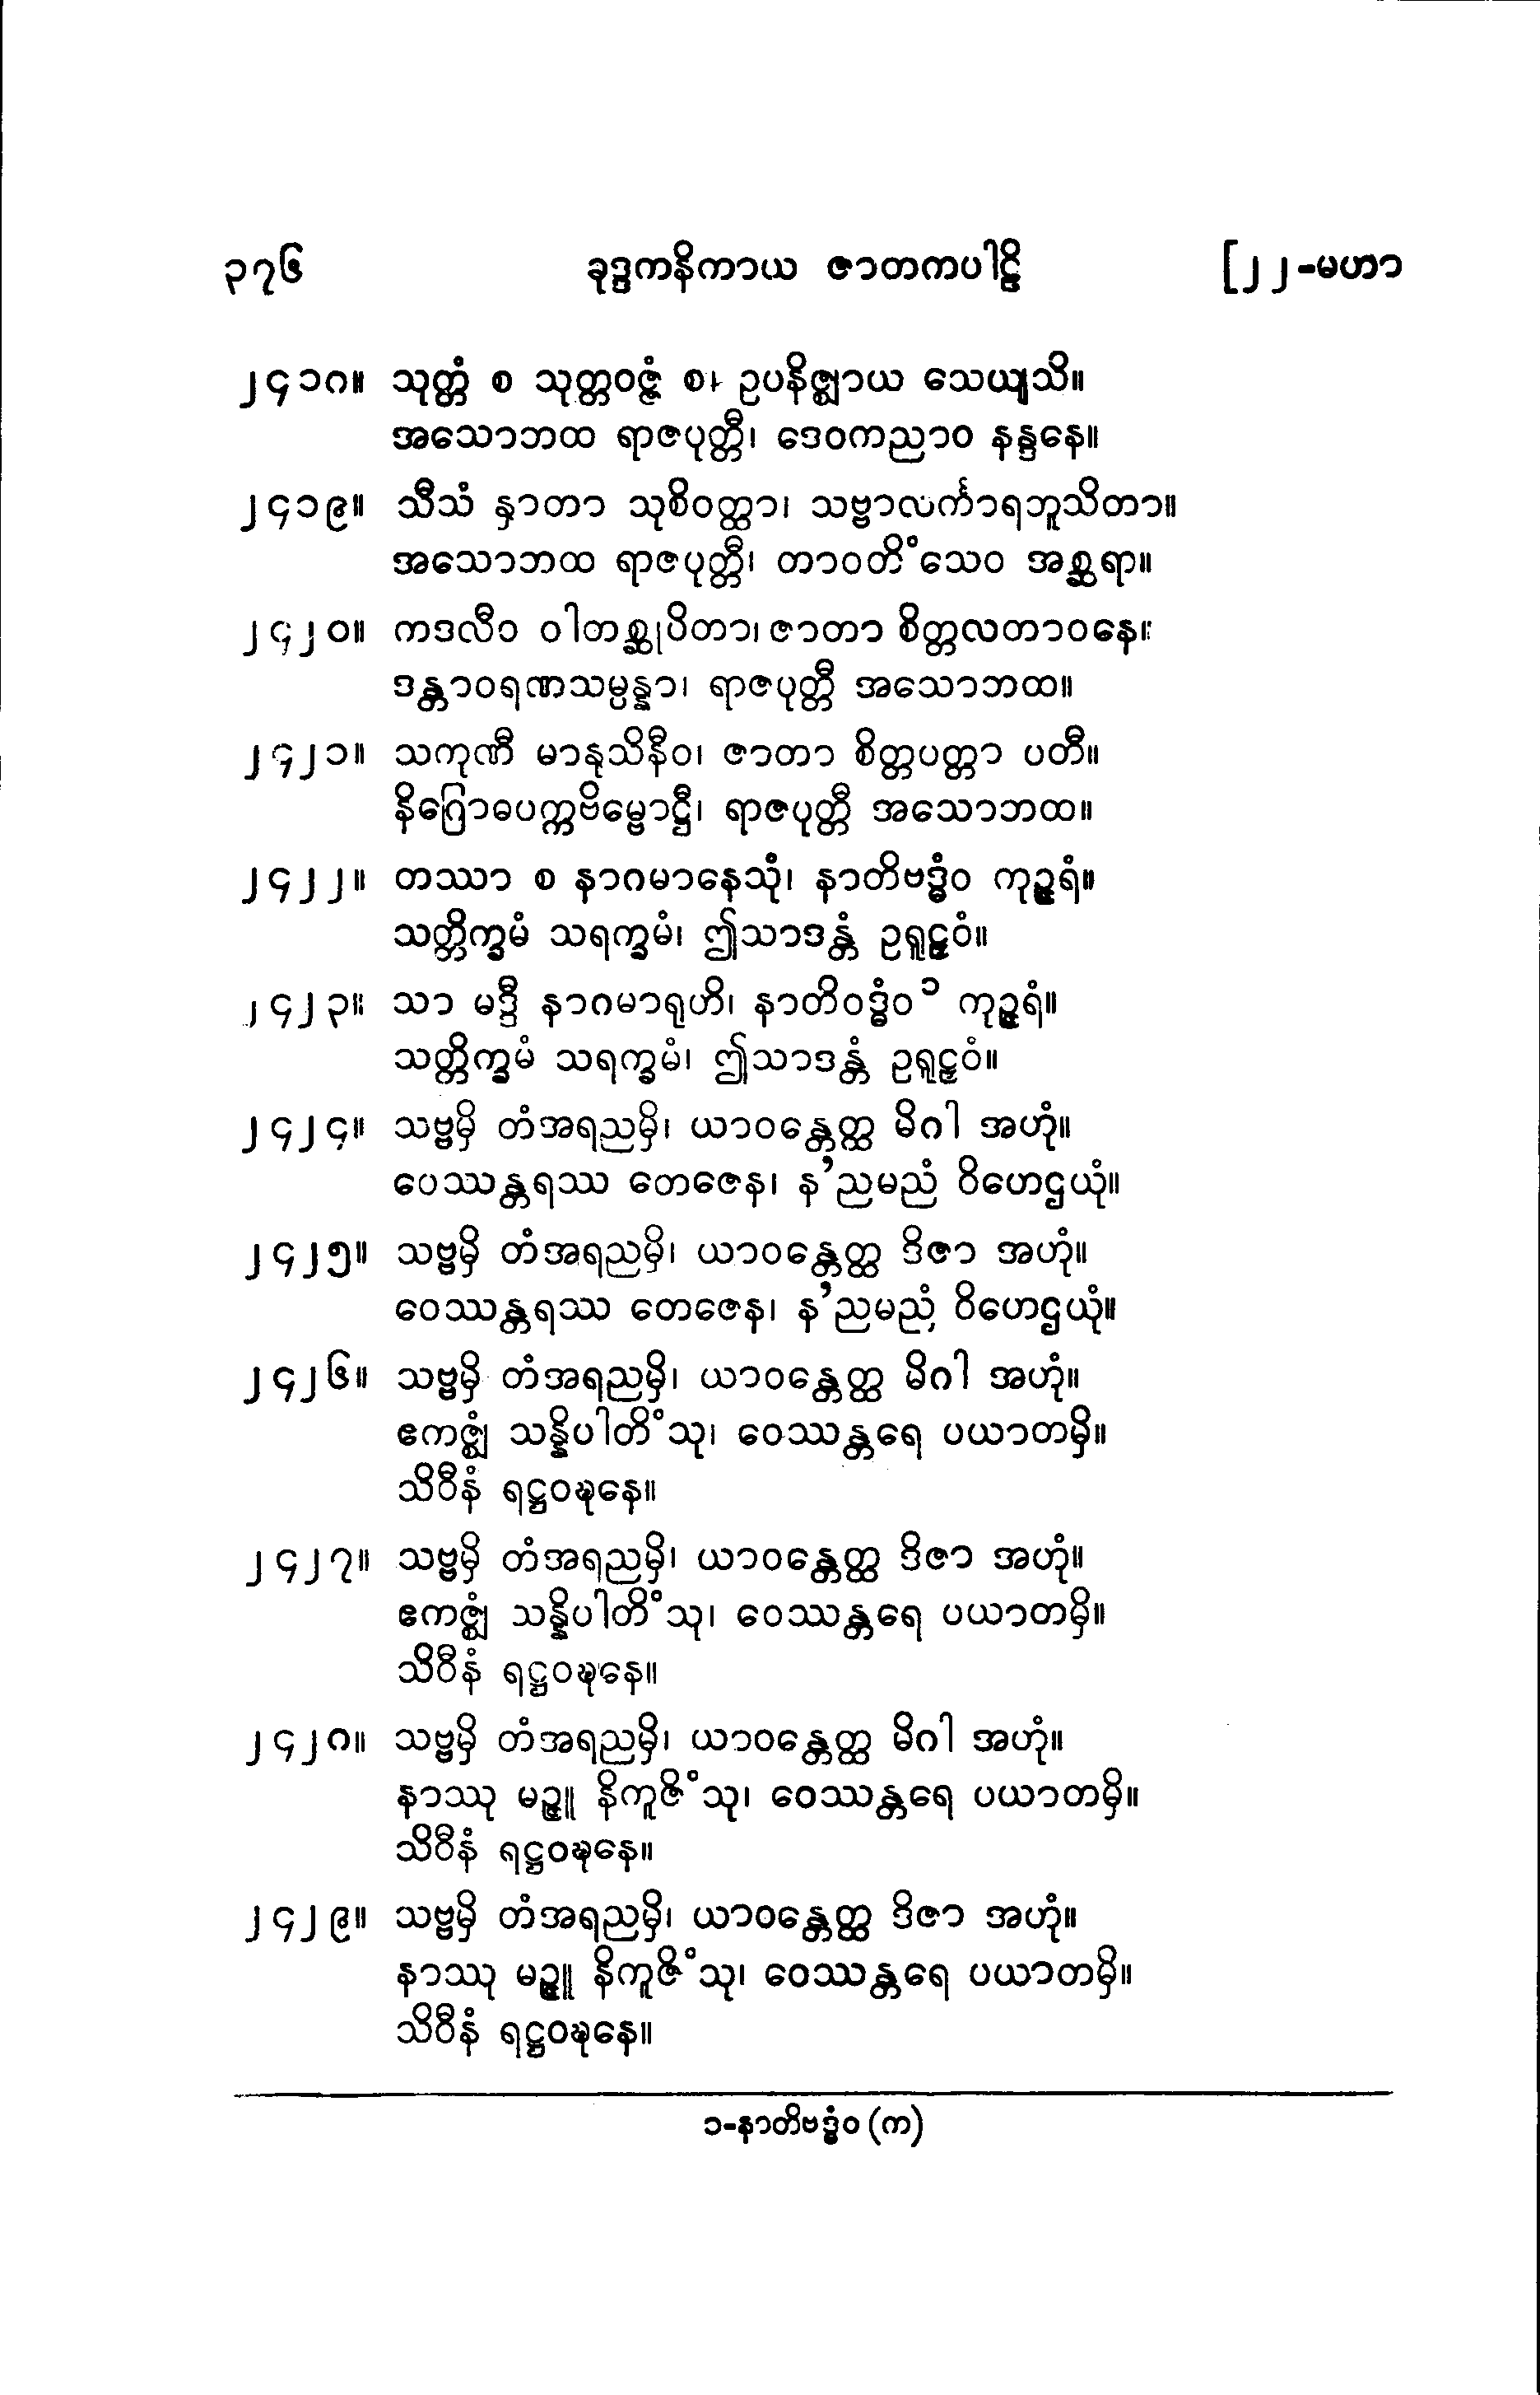 ၃၇၆ ခုဒ္ဒကနိကာယ ဇာတကပါဠိ [၂၂-မဟာ
၂၄၁၈။ သုတ္တံ စ သုတ္တဝဇ္ဇံ စ၊ ဥပနိဇ္ဈာယ သေယျသိ။
အသောဘထ ရာဇပုတ္တီ၊ ဒေဝကညာဝ နန္ဒနေ။
၂၄၁၉။ သီသံ နှာတာ သုစိဝတ္ထာ၊ သဗ္ဗာလင်္ကာရဘူသိတာ။
အသောဘထ ရာဇပုတ္တီ၊ တာဝတိံသေဝ အစ္ဆရာ။
၂၄၂၀။ ကဒလီဝ ဝါတစ္ဆုပိတာ၊ ဇာတာ စိတ္တလတာဝနေ။
ဒန္တာဝရဏသမ္ပန္နာ၊ ရာဇပုတ္တီ အသောဘထ။
၂၄၂၁။ သကုဏီ မာနုသိနီဝ၊ ဇာတာ စိတ္တပတ္တာ ပတီ။
နိဂြောဓပက္ကဗိမ္ဗောဋ္ဌီ၊ ရာဇပုတ္တီ အသောဘထ။
၂၄၂၂။ တဿာ စ နာဂမာနေသုံ၊ နာတိဗဒ္ဓံဝ ကုဉ္ဇရံ။
သတ္တိက္ခမံ သရက္ခမံ၊ ဤသာဒန္တံ ဥရူဠှဝံ။
၂၄၂၃။ သာ မဒ္ဒီ နာဂမာရုဟိ၊ နာတိဝဒ္ဓံဝ ၁ ကုဉ္ဇရံ။
သတ္တိက္ခမံ သရက္ခမံ၊ ဤသာဒန္တံ ဥရူဠှဝံ။
၂၄၂၄။ သဗ္ဗမှိ တံအရညမှိ၊ ယာဝန္တေတ္ထ မိဂါ အဟုံ။
ဝေဿန္တရဿ တေဇေန၊ န’ညမညံ ဝိဟေဌယုံ။
၂၄၂၅။ သဗ္ဗမှိ တံအရညမှိ၊ ယာဝန္တေတ္ထ ဒိဇာ အဟုံ။
ဝေဿန္တရဿ တေဇေန၊ န’ညမညံ ဝိဟေဌယုံ။
၂၄၂၆။ သဗ္ဗမှိ တံအရညမှိ၊ ယာဝန္တေတ္ထ မိဂါ အဟုံ။
ဧကဇ္ဈံ သန္နိပါတိံသု၊ ဝေဿန္တရေ ပယာတမှိ။
သိဝီနံ ရဋ္ဌဝဍ္ဎနေ။
၂၄၂၇။ သဗ္ဗမှိ တံအရညမှိ၊ ယာဝန္တေတ္ထ ဒိဇာ အဟုံ။
ဧကဇ္ဈံ သန္နိပါတိံသု၊ ဝေဿန္တရေ ပယာတမှိ။
သိဝီနံ ရဋ္ဌဝဍ္ဎနေ။
၂၄၂၈။ သဗ္ဗမှိ တံအရညမှိ၊ ယာဝန္တေတ္ထ မိဂါ အဟုံ။
နာဿု မဉ္ဇူ နိကူဇိံသု၊ ဝေဿန္တရေ ပယာတမှိ။
သိဝီနံ ရဋ္ဌဝဍ္ဎနေ။
၂၄၂၉။ သဗ္ဗမှိ တံအရညမှိ၊ ယာဝန္တေတ္ထ ဒိဇာ အဟုံ။
နာဿု မဉ္ဇူ နိကူဇိံသု၊ ဝေဿန္တရေ ပယာတမှိ။
သိဝီနံ ရဋ္ဌဝဍ္ဎနေ။
၁-နာတိဗဒ္ဓံဝ (က)